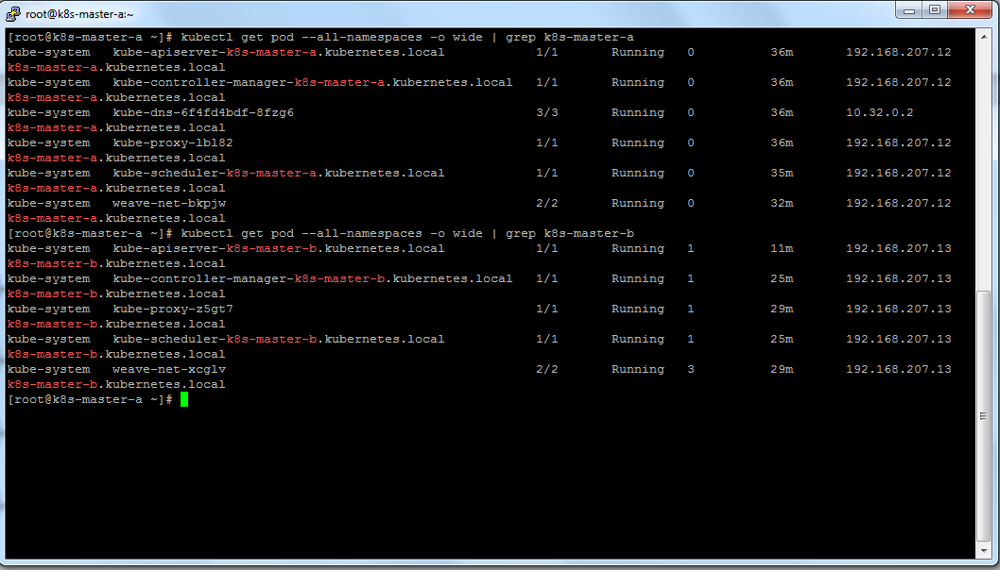 root@k8s-master-a:~
[root@k8s-master-a ~]# kubectl get pod --all-namespaces -o wide | grep k8s-master-a
kube-system   kube-apiserver-k8s-master-a.kubernetes.local            1/1       Running   0          36m       192.168.207.12
k8s-master-a.kubernetes.local
kube-system   kube-controller-manager-k8s-master-a.kubernetes.local   1/1       Running   0          36m       192.168.207.12
k8s-master-a.kubernetes.local
kube-system   kube-dns-6f4fd4bdf-8fzg6                                3/3       Running   0          36m       10.32.0.2
k8s-master-a.kubernetes.local
kube-system   kube-proxy-lbl82                                        1/1       Running   0          36m       192.168.207.12
k8s-master-a.kubernetes.local
kube-system   kube-scheduler-k8s-master-a.kubernetes.local            1/1       Running   0          35m       192.168.207.12
k8s-master-a.kubernetes.local
kube-system   weave-net-bkpjw                                         2/2       Running   0          32m       192.168.207.12
k8s-master-a.kubernetes.local
[root@k8s-master-a ~]# kubectl get pod --all-namespaces -o wide | grep k8s-master-b
kube-system   kube-apiserver-k8s-master-b.kubernetes.local            1/1       Running   1          11m       192.168.207.13
k8s-master-b.kubernetes.local
kube-system   kube-controller-manager-k8s-master-b.kubernetes.local   1/1       Running   1          25m       192.168.207.13
k8s-master-b.kubernetes.local
kube-system   kube-proxy-z5gt7                                        1/1       Running   1          29m       192.168.207.13
k8s-master-b.kubernetes.local
kube-system   kube-scheduler-k8s-master-b.kubernetes.local            1/1       Running   1          25m       192.168.207.13
k8s-master-b.kubernetes.local
kube-system   weave-net-xcglv                                         2/2       Running   3          29m       192.168.207.13
k8s-master-b.kubernetes.local
[root@k8s-master-a ~]#